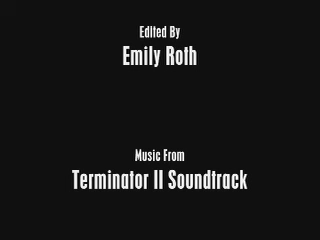 Edited By
Emily Roth
Music From
Terminator II Soundtrack